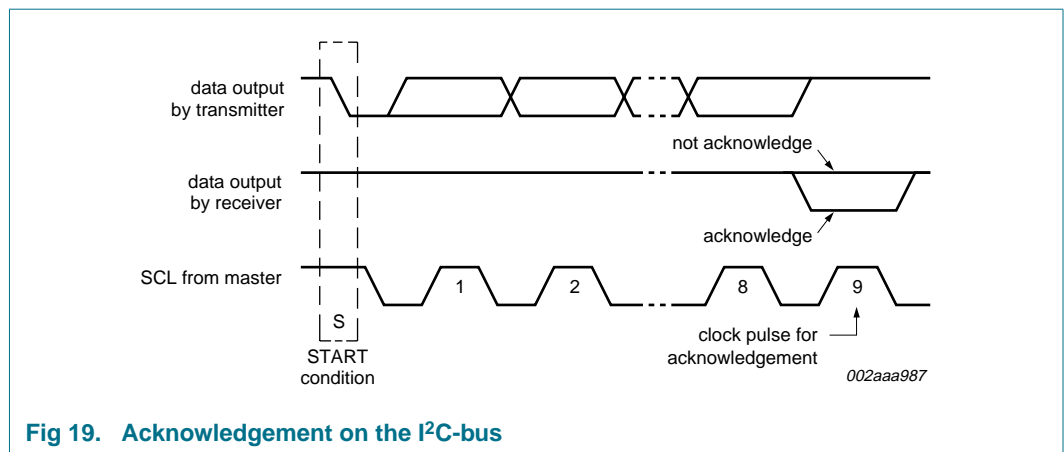 data output
by transmitter
not acknowledge
data output
by receiver
acknowledge
SCL from master
1
2
8
9
S
START
condition
clock pulse for
acknowledgement
002aaa987
Fig 19. Acknowledgement on the I²C-bus